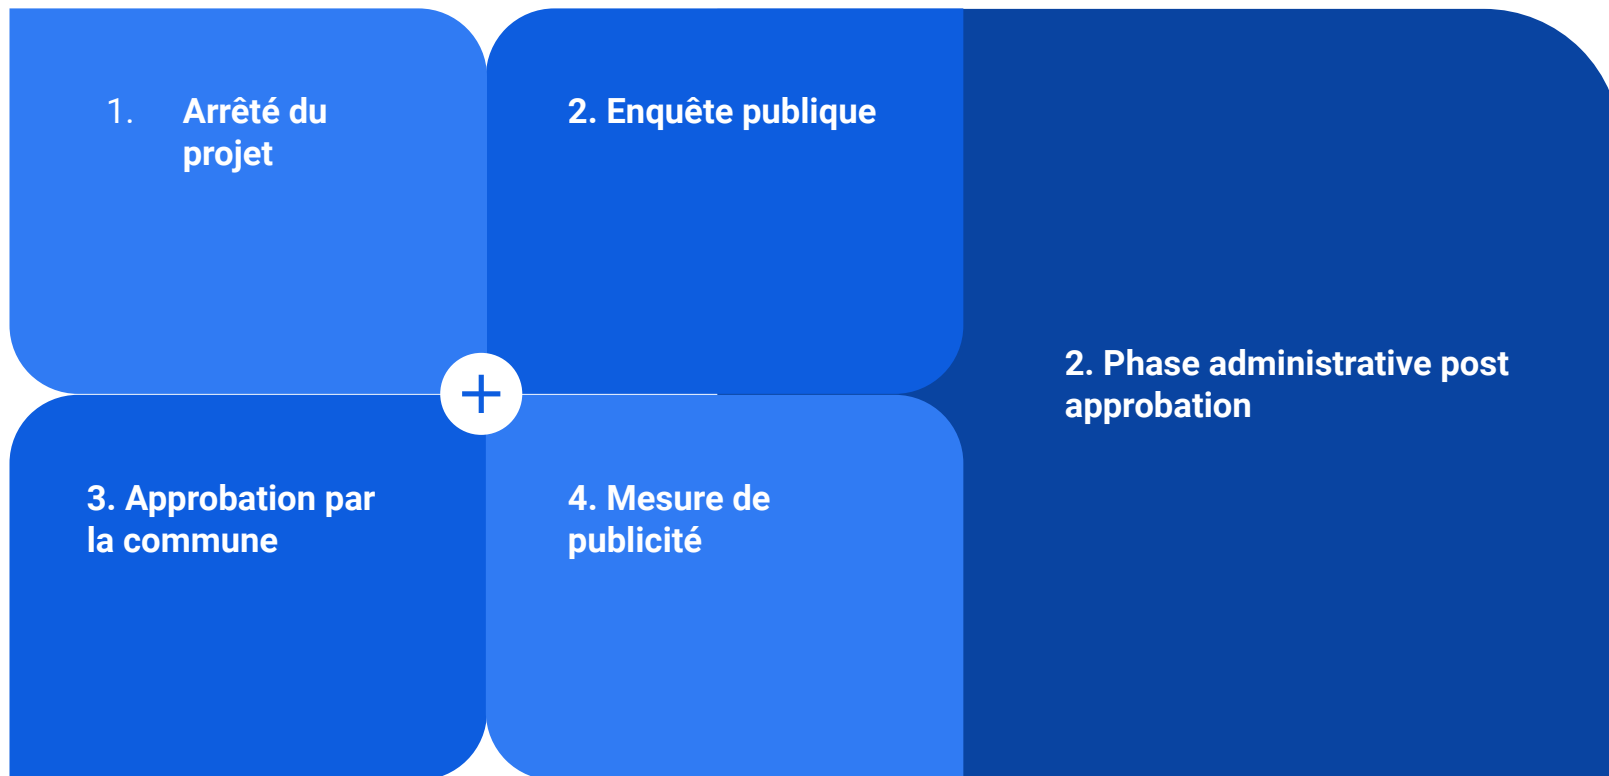 1. Arrêté du
projet
2. Enquête publique
3. Approbation par
la commune
4. Mesure de
publicité
2. Phase administrative post
approbation